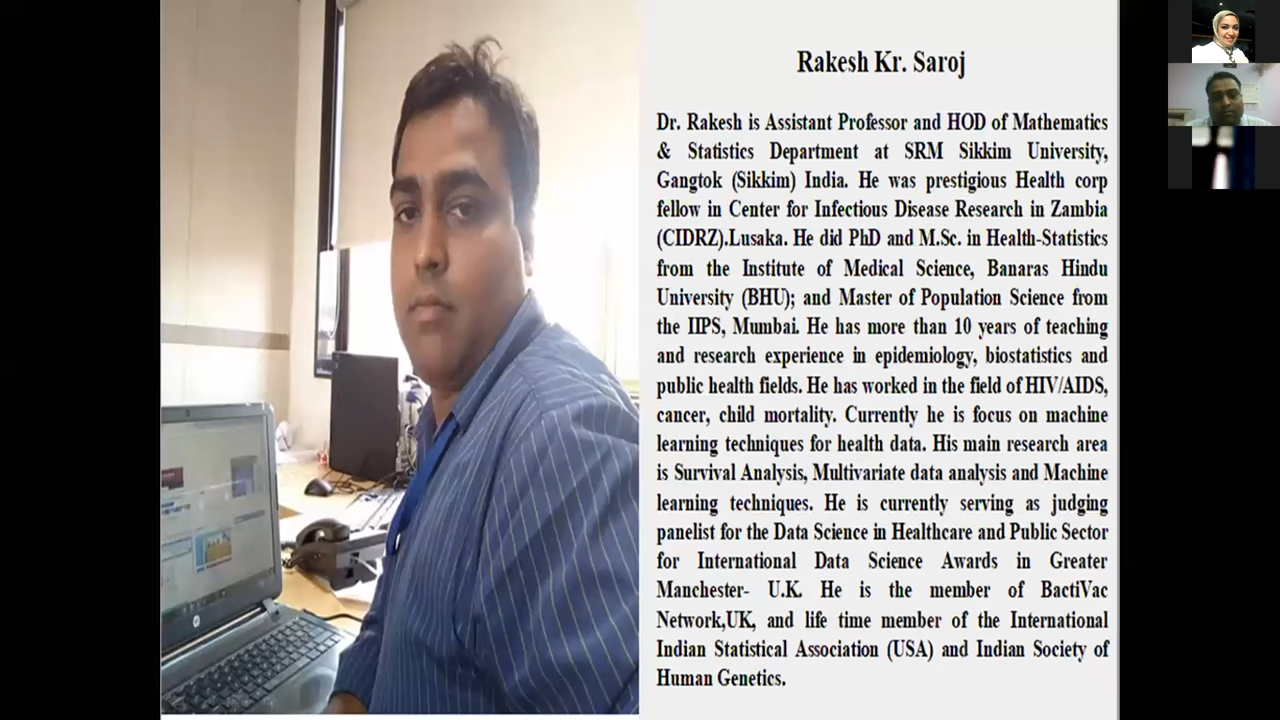 Rakesh Kr. Saroj
Dr. Rakesh is Assistant Professor and HOD of Mathematics
& Statistics Department at SRM Sikkim University,
Gangtok (Sikkim) India. He was prestigious Health corp
fellow in Center for Infectious Disease Research in Zambia
(CIDRZ).Lusaka. He did PhD and M.Sc. in Health-Statistics
from the Institute of Medical Science, Banaras Hindu
University (BHU); and Master of Population Science from
the IIPS, Mumbai. He has more than 10 years of teaching
and research experience in epidemiology, biostatistics and
public health fields. He has worked in the field of HIV/AIDS,
cancer, child mortality. Currently he is focus on machine
learning techniques for health data. His main research area
is Survival Analysis, Multivariate data analysis and Machine
learning techniques. He is currently serving as judging
panelist for the Data Science in Healthcare and Public Sector
for International Data Science Awards in Greater
Manchester- U.K. He is the member of BactiVac
Network,UK, and life time member of the International
Indian Statistical Association (USA) and Indian Society of
Human Genetics.
hp